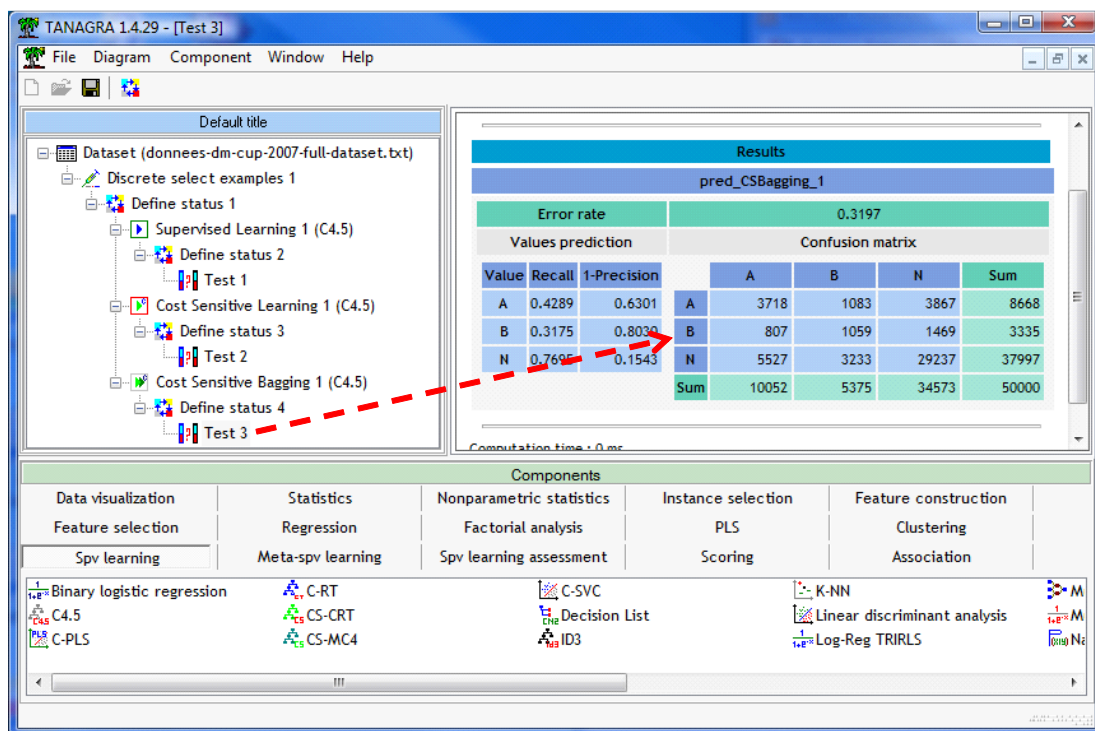 TANAGRA 1.4.29 - [Test 3]
File Diagram Component Window Help
Default title
Dataset (donnees-dm-cup-2007-full-dataset.txt)
Discrete select examples 1
Define status 1
Supervised Learning 1 (C4.5)
Define status 2
Test 1
Cost Sensitive Learning 1 (C4.5)
Define status 3
Test 2
Cost Sensitive Bagging 1 (C4.5)
Define status 4
Test 3
Results
pred_CSBagging_1
Error rate 0.3197
Values prediction Confusion matrix
Value Recall 1-Precision A B N Sum
A 0.4289 0.6301 A 3718 1083 3867 8668
B 0.3175 0.8030 B 807 1059 1469 3335
N 0.7695 0.1543 N 5527 3233 29237 37997
Sum 10052 5375 34573 50000
Computation time : 0 ms
Components
Data visualization Statistics Nonparametric statistics Instance selection Feature construction
Feature selection Regression Factorial analysis PLS Clustering
Spv learning Meta-spv learning Spv learning assessment Scoring Association
Binary logistic regression C-RT C-SVC K-NN M
C4.5 CS-CRT Decision List Linear discriminant analysis M
C-PLS CS-MC4 ID3 Log-Reg TRIRLS Na